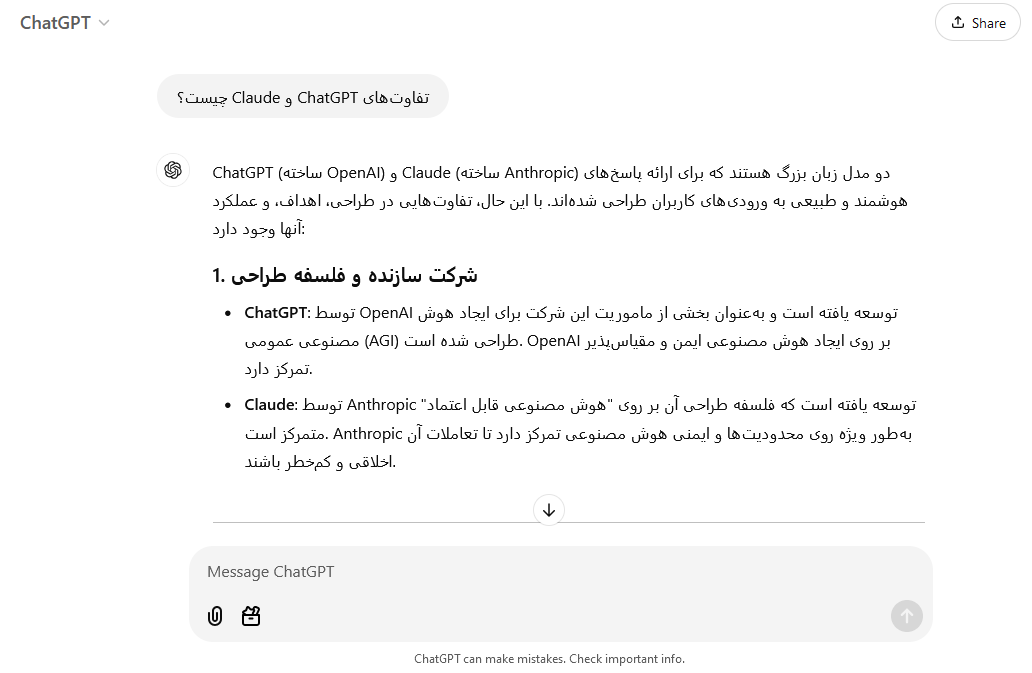 ChatGPT
Share
تفاوت‌های ChatGPT و Claude چیست؟
ChatGPT (ساخته OpenAI) و Claude (ساخته Anthropic) دو مدل زبان بزرگ هستند که برای ارائه پاسخ‌های
هوشمند و طبیعی به ورودی‌های کاربران طراحی شده‌اند. با این حال، تفاوت‌هایی در طراحی، اهداف، و عملکرد
آنها وجود دارد:
1. شرکت سازنده و فلسفه طراحی
ChatGPT: توسط OpenAI توسعه یافته است و به‌عنوان بخشی از ماموریت این شرکت برای ایجاد هوش
مصنوعی عمومی (AGI) طراحی شده است. OpenAI بر روی ایجاد هوش مصنوعی ایمن و مقیاس‌پذیر
تمرکز دارد.
Claude: توسط Anthropic توسعه یافته است که فلسفه طراحی آن بر روی "هوش مصنوعی قابل اعتماد"
متمرکز است. Anthropic به‌طور ویژه روی محدودیت‌ها و ایمنی هوش مصنوعی تمرکز دارد تا تعاملات آن
اخلاقی و کم‌خطر باشند.
Message ChatGPT
ChatGPT can make mistakes. Check important info.